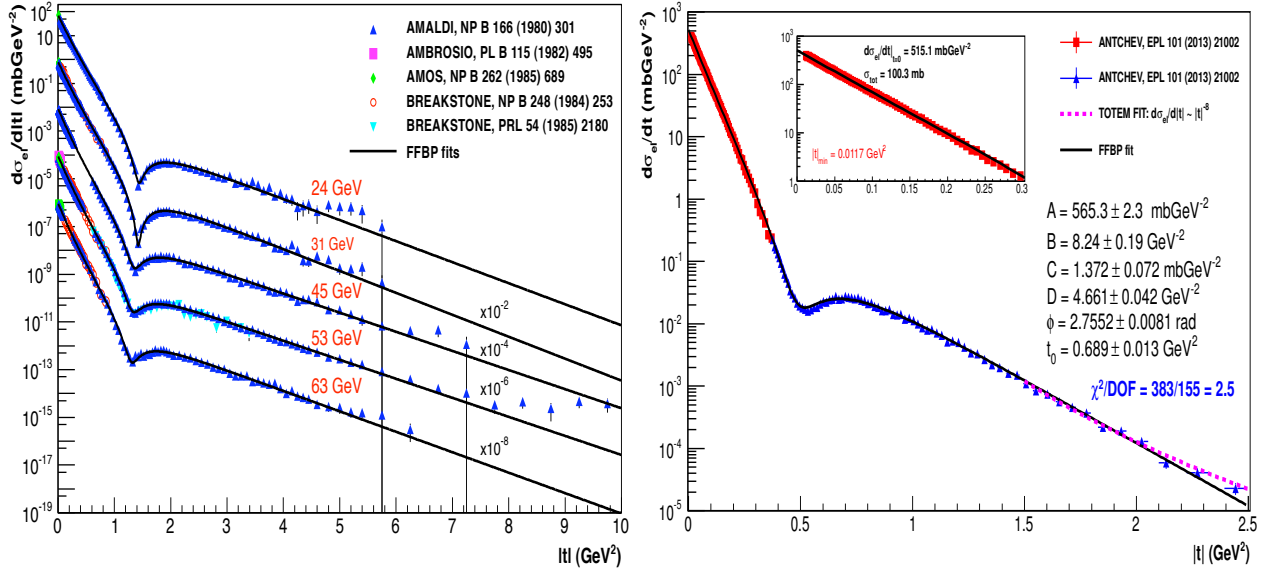 dσ_el/d|t| (mbGeV⁻²)
10²
10
10⁻¹
10⁻³
10⁻⁵
10⁻⁷
10⁻⁹
10⁻¹¹
10⁻¹³
10⁻¹⁵
10⁻¹⁷
10⁻¹⁹
AMALDI, NP B 166 (1980) 301
AMBROSIO, PL B 115 (1982) 495
AMOS, NP B 262 (1985) 689
BREAKSTONE, NP B 248 (1984) 253
BREAKSTONE, PRL 54 (1985) 2180
FFBP fits
24 GeV
31 GeV
x10⁻²
45 GeV
x10⁻⁴
53 GeV
x10⁻⁶
63 GeV
x10⁻⁸
0 1 2 3 4 5 6 7 8 9 10
|t| (GeV²)
dσ_el/dt (mbGeV⁻²)
10³
10²
10
1
10⁻¹
10⁻²
10⁻³
10⁻⁴
10⁻⁵
10³
10²
10
1
dσ_el/dt|_t=0 = 515.1 mbGeV⁻²
σ_tot = 100.3 mb
|t|_min = 0.0117 GeV²
0 0.05 0.1 0.15 0.2 0.25 0.3
ANTCHEV, EPL 101 (2013) 21002
ANTCHEV, EPL 101 (2013) 21002
TOTEM FIT: dσ_el/d|t| ~ |t|⁻⁸
FFBP fit
A = 565.3 ± 2.3 mbGeV⁻²
B = 8.24 ± 0.19 GeV⁻²
C = 1.372 ± 0.072 mbGeV⁻²
D = 4.661 ± 0.042 GeV⁻²
ϕ = 2.7552 ± 0.0081 rad
t₀ = 0.689 ± 0.013 GeV²
χ²/DOF = 383/155 = 2.5
0 0.5 1 1.5 2 2.5
|t| (GeV²)